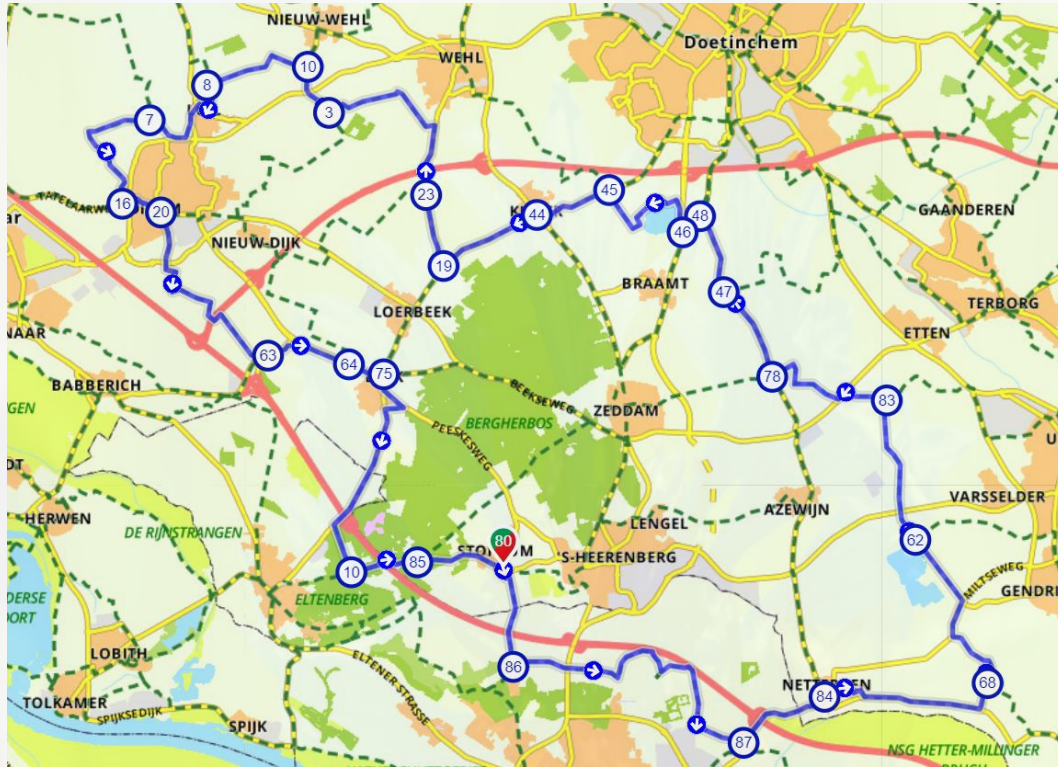 NIEUW-WEHL
Doetinchem
WEHL
10
8
3
7
45
23
44
48
46
16
20
GAANDEREN
NIEUW-DIJK
19
BRAAMT
47
TERBORG
LOERBEEK
ETTEN
NAAR
63
64
75
78
BABBERICH
BEEKSEWEG
83
ZEDDAM
BERGHERBOS
PEESKESWEG
VARSSELDER
AZEWIJN
HERWEN
LENGEL
DE RIJNSTRANGEN
62
80
'S-HEERENBERG
85
10
MILTSEWEG
ELTENBERG
LOBITH
86
ELTENER STRASSE
68
84
TOLKAMER
SPIJKSEDIJK
SPIJK
87
NSG HETTER-MILLINGER